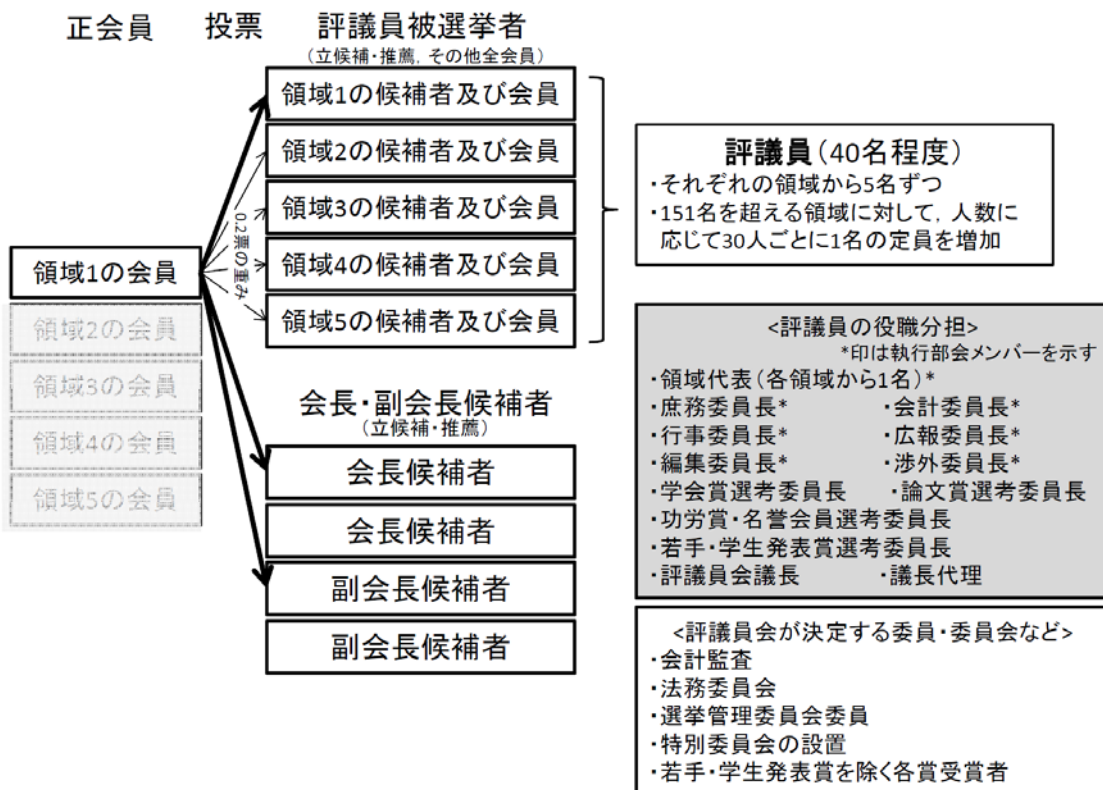 正会員
投票
評議員被選挙者
(立候補・推薦, その他全会員)
領域1の候補者及び会員
領域2の候補者及び会員
領域3の候補者及び会員
領域4の候補者及び会員
領域5の候補者及び会員
0.2票の重み
領域1の会員
領域2の会員
領域3の会員
領域4の会員
領域5の会員
会長・副会長候補者
(立候補・推薦)
会長候補者
会長候補者
副会長候補者
副会長候補者
評議員(40名程度)
・それぞれの領域から5名ずつ
・151名を超える領域に対して, 人数に
応じて30人ごとに1名の定員を増加
<評議員の役職分担>
*印は執行部会メンバーを示す
・領域代表(各領域から1名)*
・庶務委員長* ・会計委員長*
・行事委員長* ・広報委員長*
・編集委員長* ・渉外委員長*
・学会賞選考委員長 ・論文賞選考委員長
・功労賞・名誉会員選考委員長
・若手・学生発表賞選考委員長
・評議員会議長 ・議長代理
<評議員会が決定する委員・委員会など>
・会計監査
・法務委員会
・選挙管理委員会委員
・特別委員会の設置
・若手・学生発表賞を除く各賞受賞者